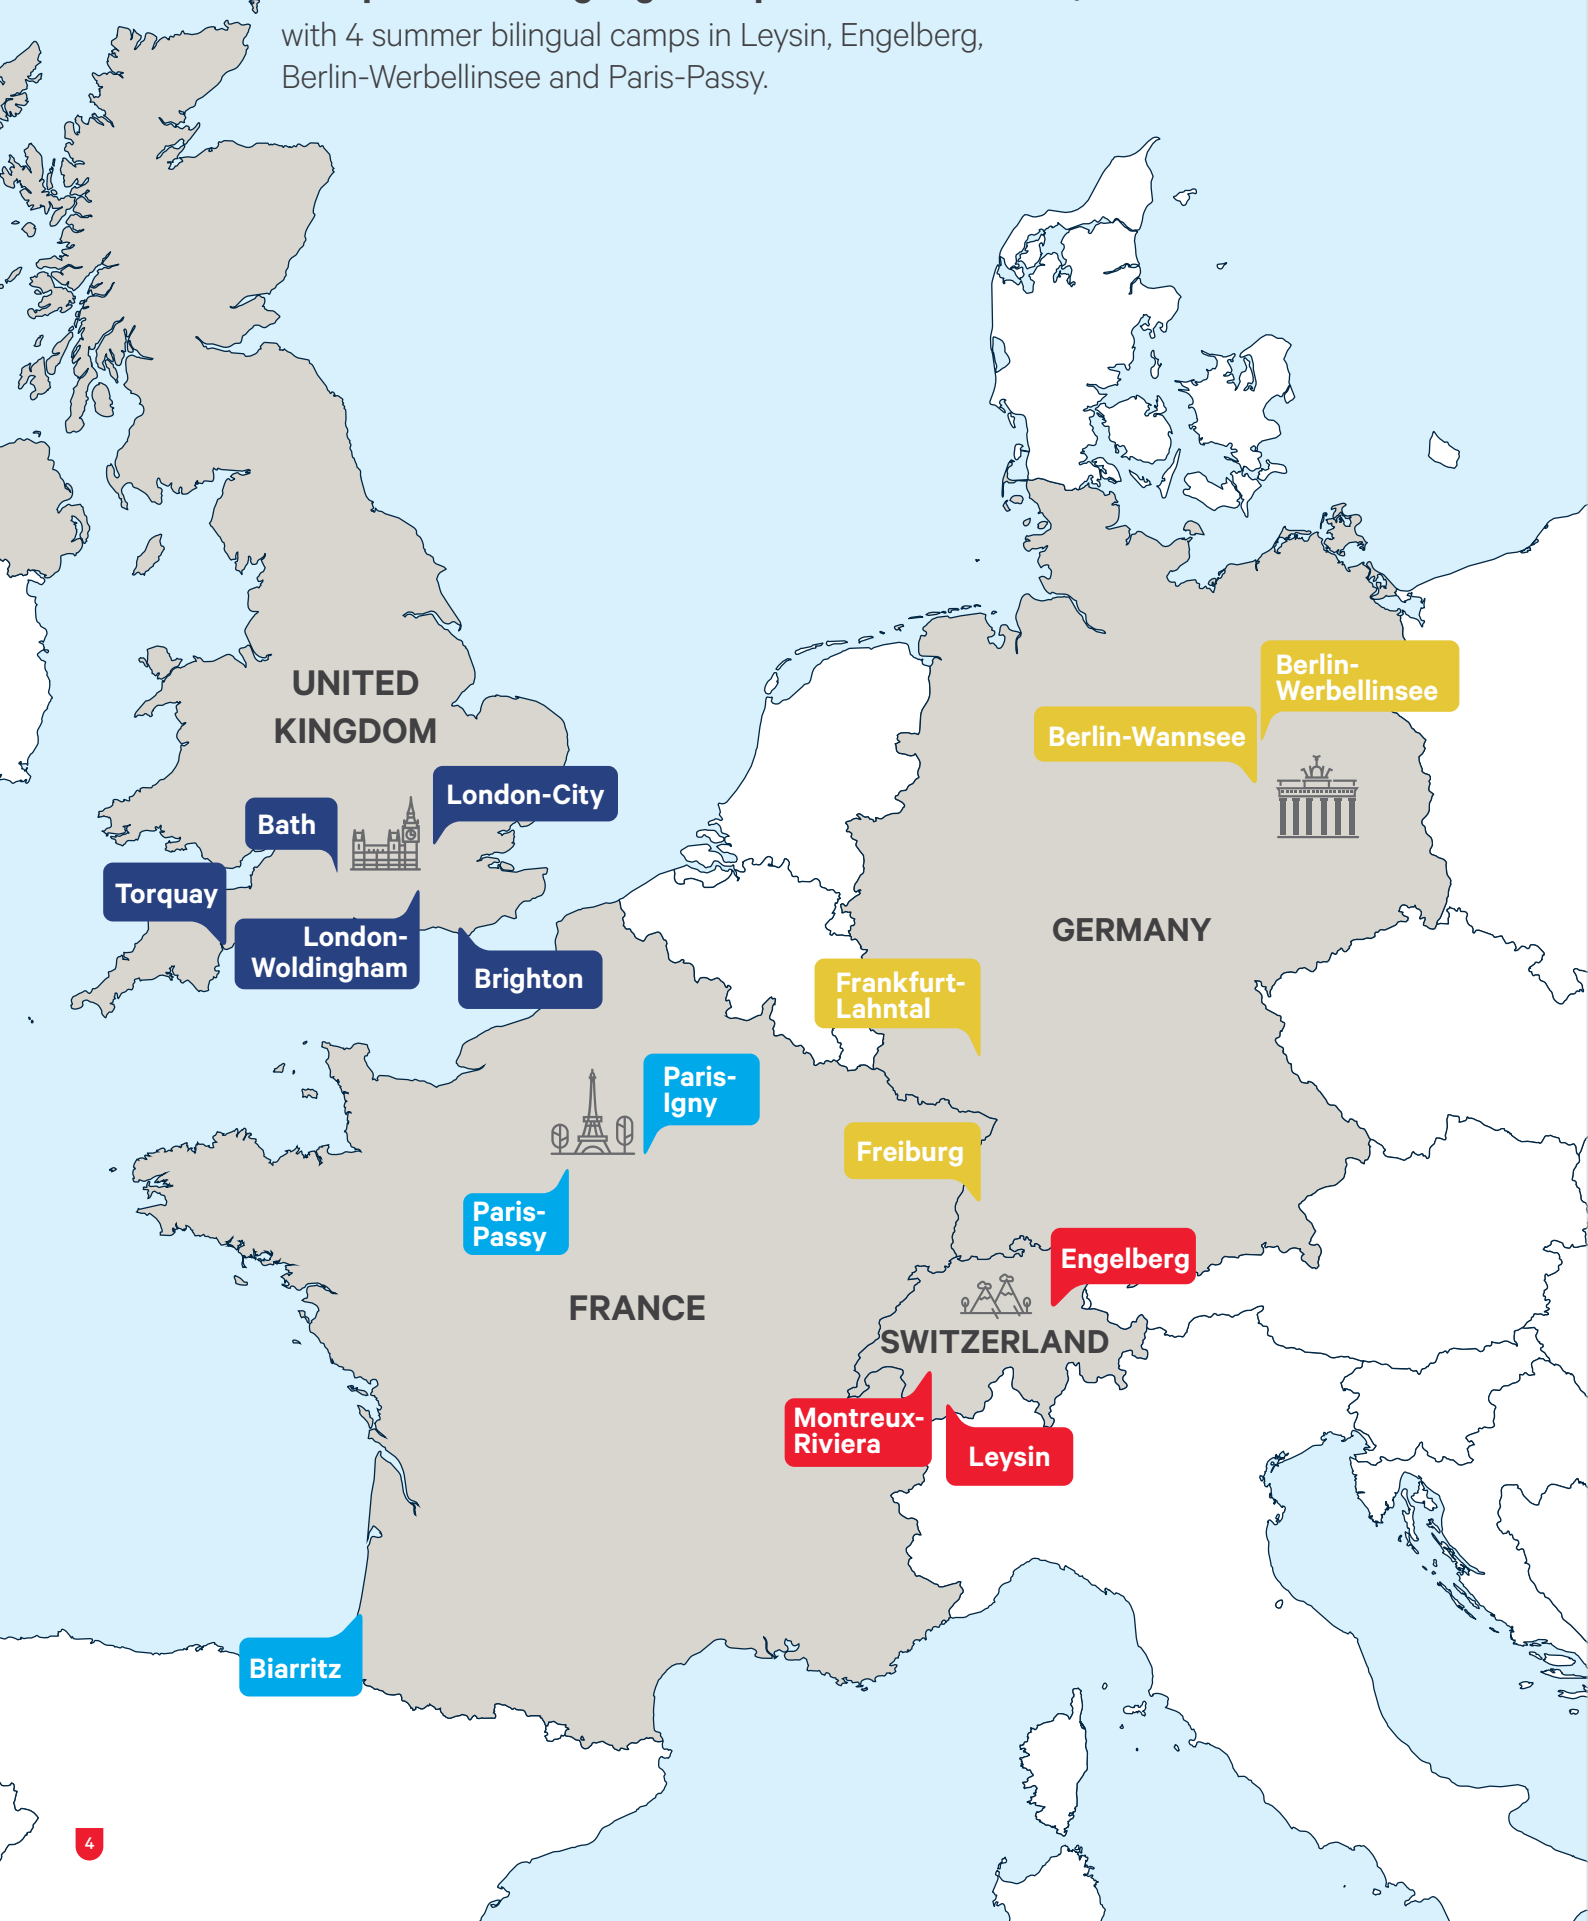 with 4 summer bilingual camps in Leysin, Engelberg,
Berlin-Werbellinsee and Paris-Passy.
UNITED
KINGDOM
Berlin-
Werbellinsee
Berlin-Wannsee
London-City
Bath
Torquay
London-
Woldingham
Brighton
GERMANY
Frankfurt-
Lahntal
Paris-
Igny
Freiburg
Paris-
Passy
Engelberg
FRANCE
SWITZERLAND
Montreux-
Riviera
Leysin
Biarritz
4